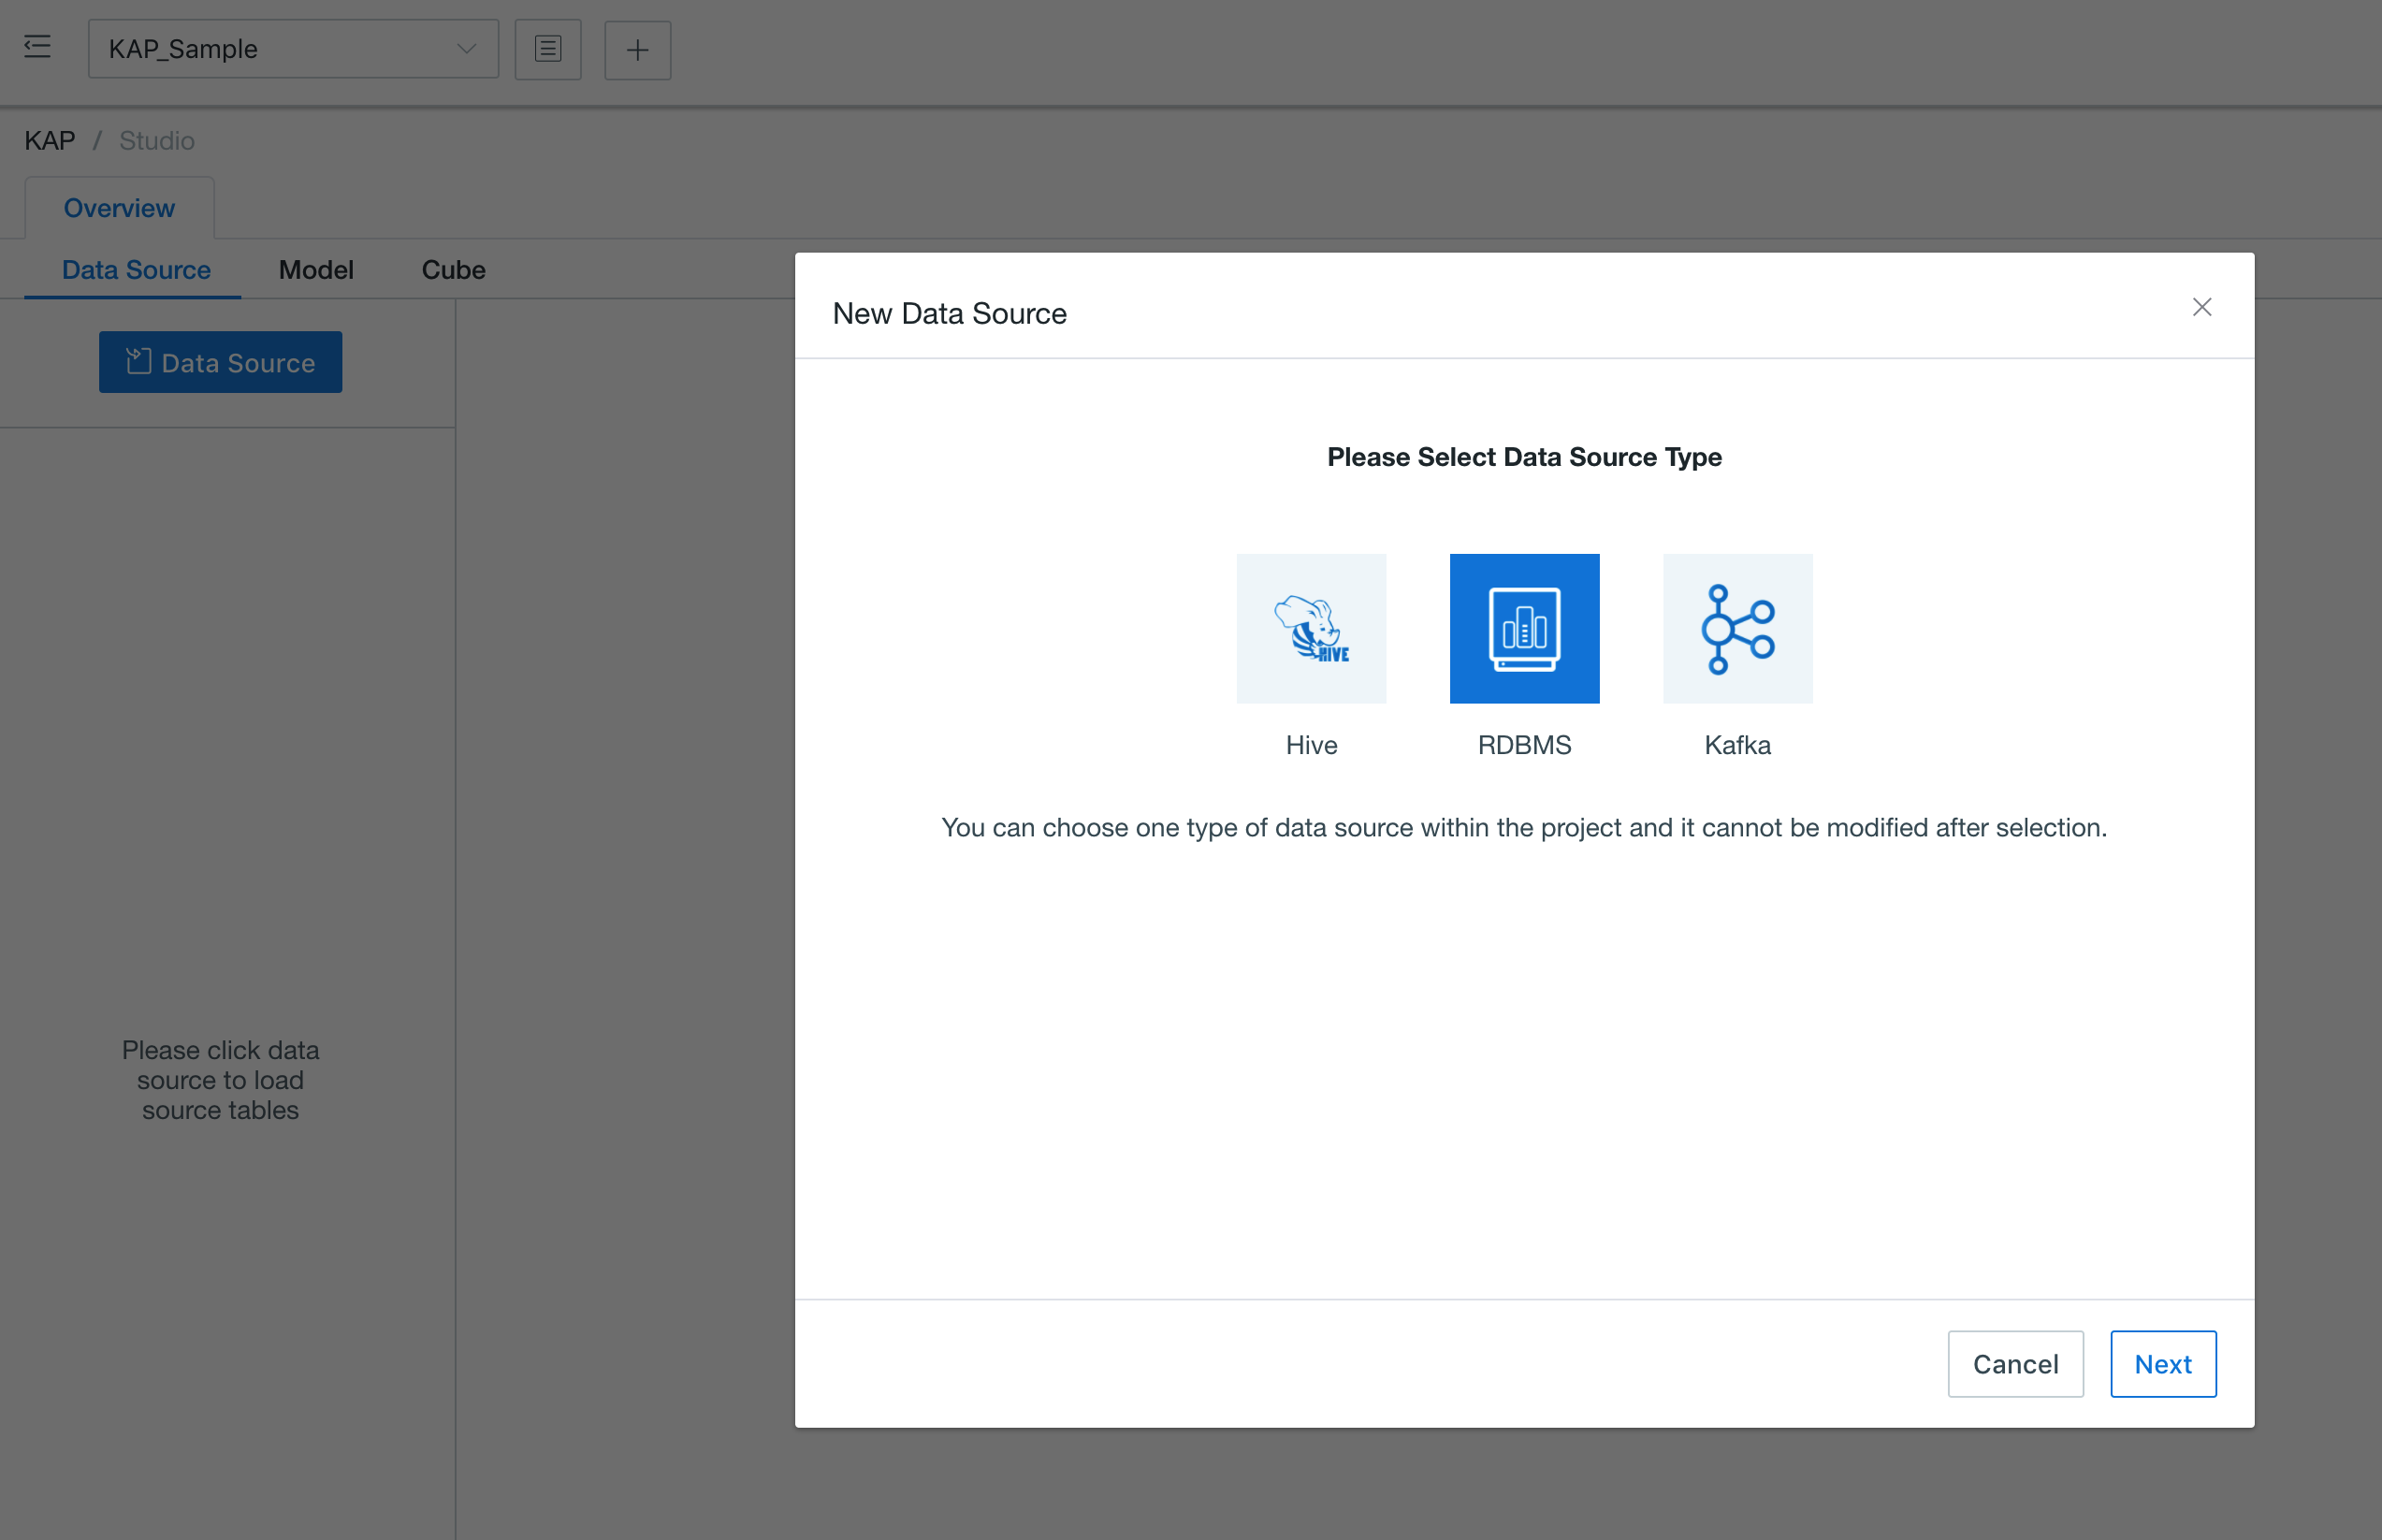 KAP_Sample
KAP / Studio
Overview
Data Source Model Cube
Data Source
Please click data
source to load
source tables
New Data Source
Please Select Data Source Type
HIVE
Hive RDBMS Kafka
You can choose one type of data source within the project and it cannot be modified after selection.
Cancel Next